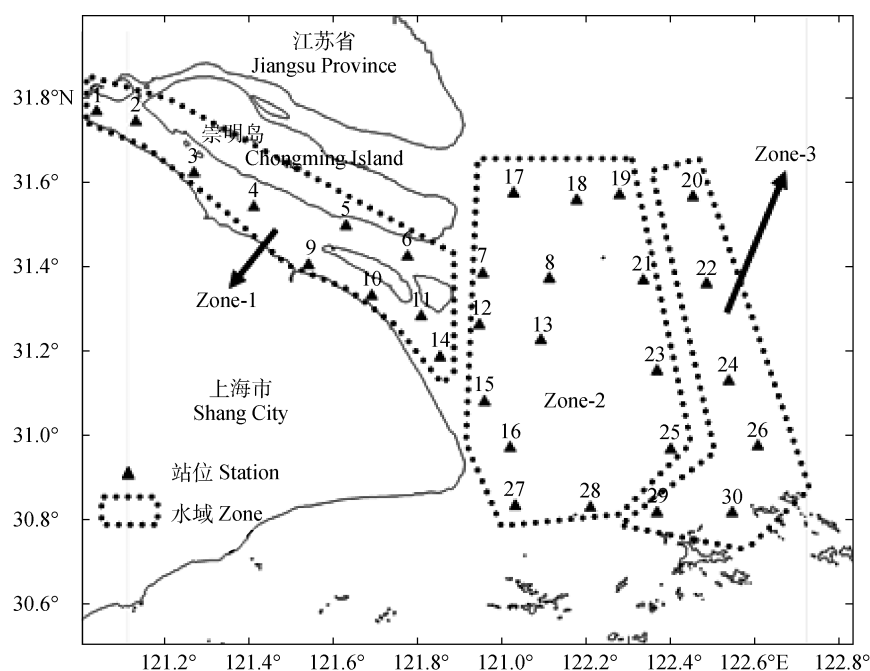 江苏省
Jiangsu Province
31.8°N
1
2
崇明岛
3
Chongming Island
Zone-3
31.6°
4
17
18
19
20
5
6
9
7
8
21
22
31.4°
10
Zone-1
11
12
13
14
31.2°
23
24
上海市
Shang City
15
Zone-2
16
25
26
31.0°
站位 Station
27
28
29
30
水域 Zone
30.8°
30.6°
121.2° 121.4° 121.6° 121.8° 121.0° 122.2° 122.4° 122.6°E 122.8°